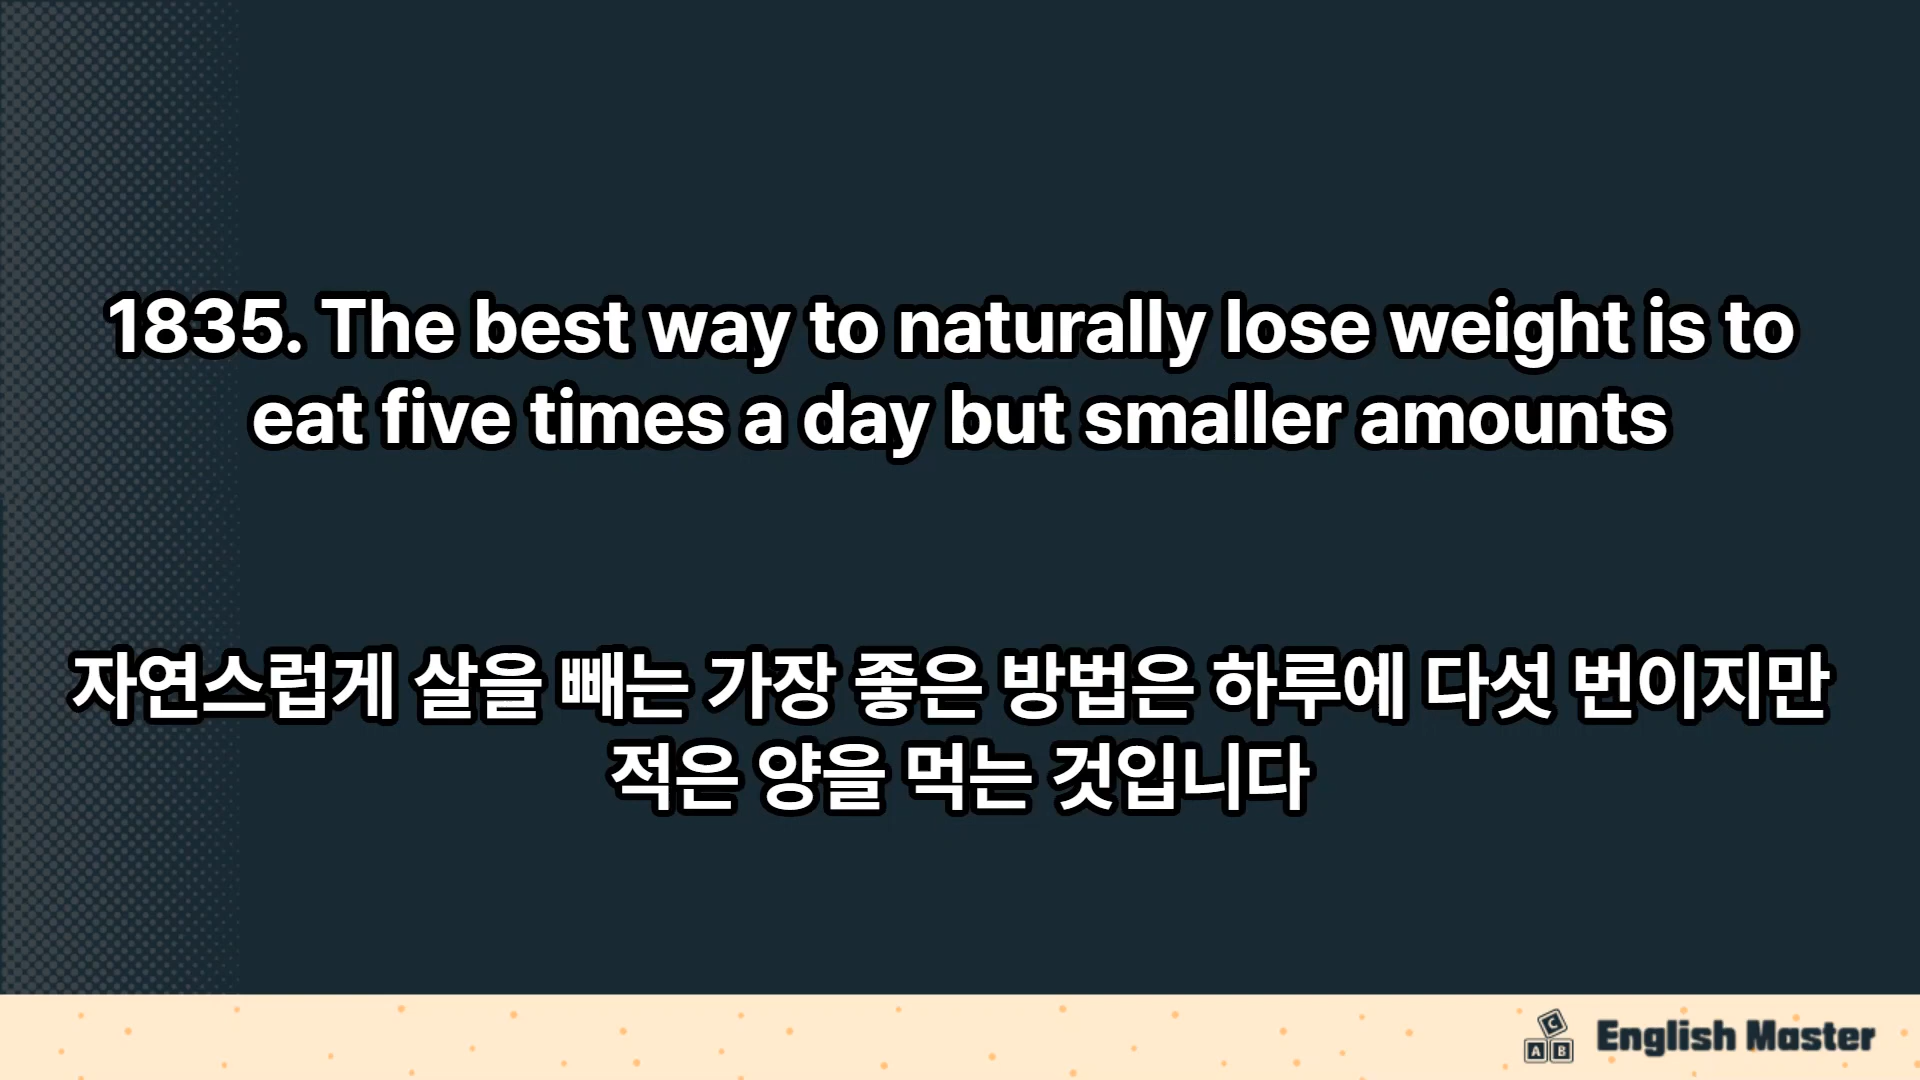 1835. The best way to naturally lose weight is to
eat five times a day but smaller amounts
자연스럽게 살을 빼는 가장 좋은 방법은 하루에 다섯 번이지만
적은 양을 먹는 것입니다
C
A B
English Master